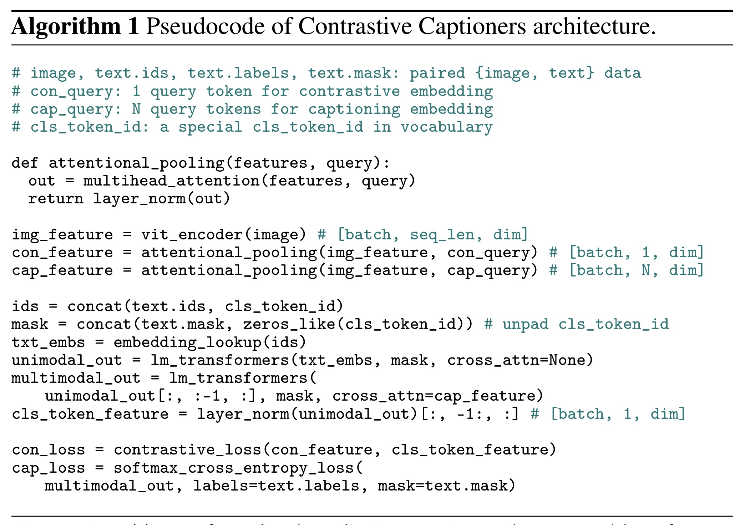 Algorithm 1 Pseudocode of Contrastive Captioners architecture.
# image, text.ids, text.labels, text.mask: paired {image, text} data
# con_query: 1 query token for contrastive embedding
# cap_query: N query tokens for captioning embedding
# cls_token_id: a special cls_token_id in vocabulary
def attentional_pooling(features, query):
  out = multihead_attention(features, query)
  return layer_norm(out)
img_feature = vit_encoder(image) # [batch, seq_len, dim]
con_feature = attentional_pooling(img_feature, con_query) # [batch, 1, dim]
cap_feature = attentional_pooling(img_feature, cap_query) # [batch, N, dim]
ids = concat(text.ids, cls_token_id)
mask = concat(text.mask, zeros_like(cls_token_id)) # unpad cls_token_id
txt_embs = embedding_lookup(ids)
unimodal_out = lm_transformers(txt_embs, mask, cross_attn=None)
multimodal_out = lm_transformers(
    unimodal_out[:, :-1, :], mask, cross_attn=cap_feature)
cls_token_feature = layer_norm(unimodal_out)[:, -1:, :] # [batch, 1, dim]
con_loss = contrastive_loss(con_feature, cls_token_feature)
cap_loss = softmax_cross_entropy_loss(
    multimodal_out, labels=text.labels, mask=text.mask)